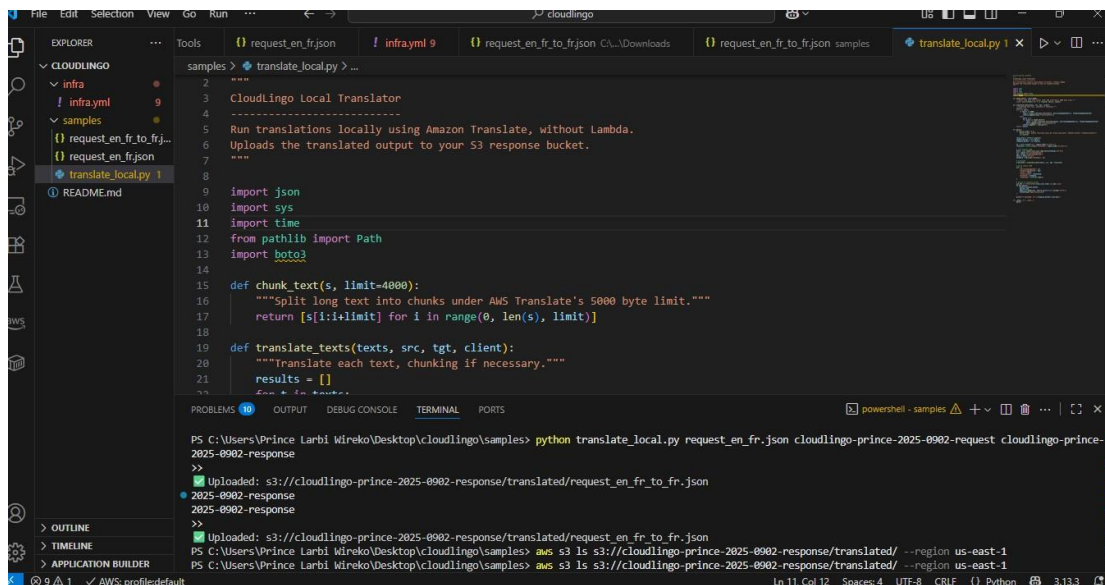 File Edit Selection View Go Run ... cloudlingo
EXPLORER ...
CLOUDLINGO
infra
! infra.yml 9
samples
{} request_en_fr_to_fr.j...
{} request_en_fr.json
translate_local.py 1
README.md
OUTLINE
TIMELINE
APPLICATION BUILDER
aws
Tools {} request_en_fr.json ! infra.yml 9 {} request_en_fr_to_fr.json C:\...\Downloads {} request_en_fr_to_fr.json samples translate_local.py 1
samples > translate_local.py > ...
2 """
3 CloudLingo Local Translator
4 --------------------------
5 Run translations locally using Amazon Translate, without Lambda.
6 Uploads the translated output to your S3 response bucket.
7 """
8
9 import json
10 import sys
11 import time
12 from pathlib import Path
13 import boto3
14
15 def chunk_text(s, limit=4000):
16 """Split long text into chunks under AWS Translate's 5000 byte limit."""
17 return [s[i:i+limit] for i in range(0, len(s), limit)]
18
19 def translate_texts(texts, src, tgt, client):
20 """Translate each text, chunking if necessary."""
21 results = []
22 for t in texts:
PROBLEMS 10 OUTPUT DEBUG CONSOLE TERMINAL PORTS powershell - samples
PS C:\Users\Prince Larbi Wireko\Desktop\cloudlingo\samples> python translate_local.py request_en_fr.json cloudlingo-prince-2025-0902-request cloudlingo-prince-
2025-0902-response
>>
✅ Uploaded: s3://cloudlingo-prince-2025-0902-response/translated/request_en_fr_to_fr.json
2025-0902-response
2025-0902-response
>>
✅ Uploaded: s3://cloudlingo-prince-2025-0902-response/translated/request_en_fr_to_fr.json
PS C:\Users\Prince Larbi Wireko\Desktop\cloudlingo\samples> aws s3 ls s3://cloudlingo-prince-2025-0902-response/translated/ --region us-east-1
PS C:\Users\Prince Larbi Wireko\Desktop\cloudlingo\samples> aws s3 ls s3://cloudlingo-prince-2025-0902-response/translated/ --region us-east-1
9 1 AWS: profile:default Ln 11, Col 12 Spaces: 4 UTF-8 CRLF {} Python 3.13.3